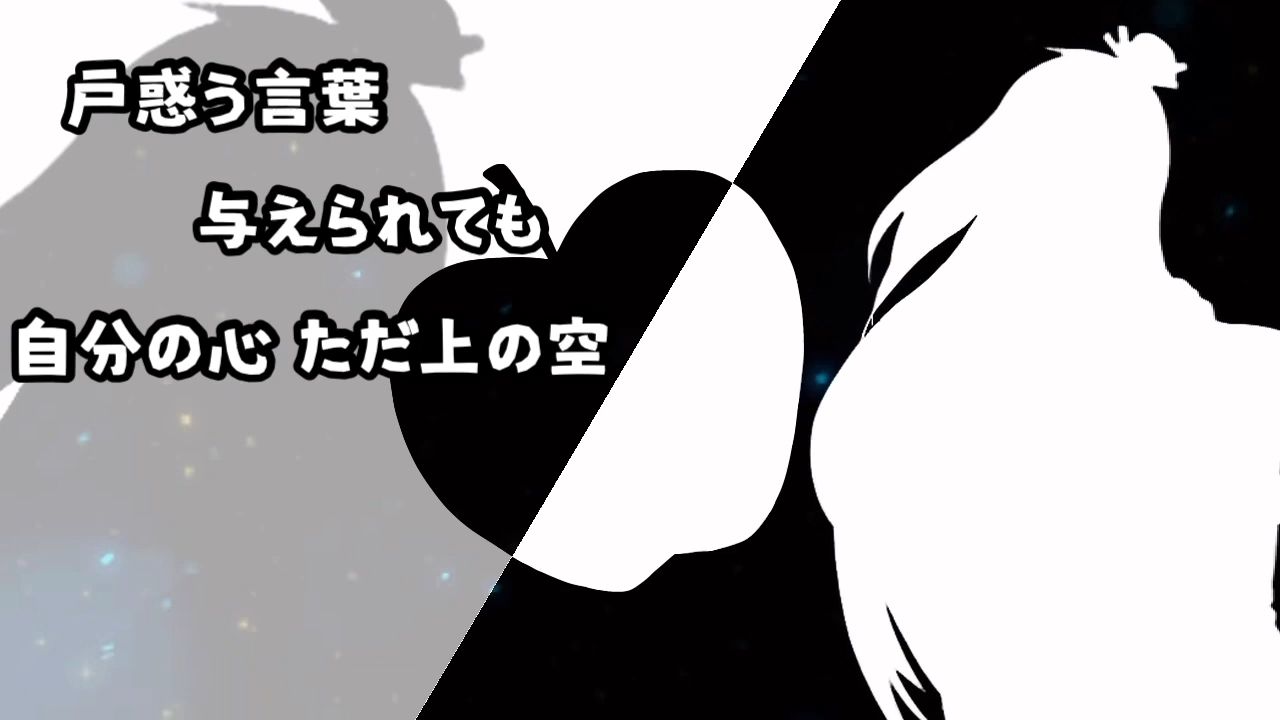 戸惑う言葉
与えられても
自分の心 ただ上の空